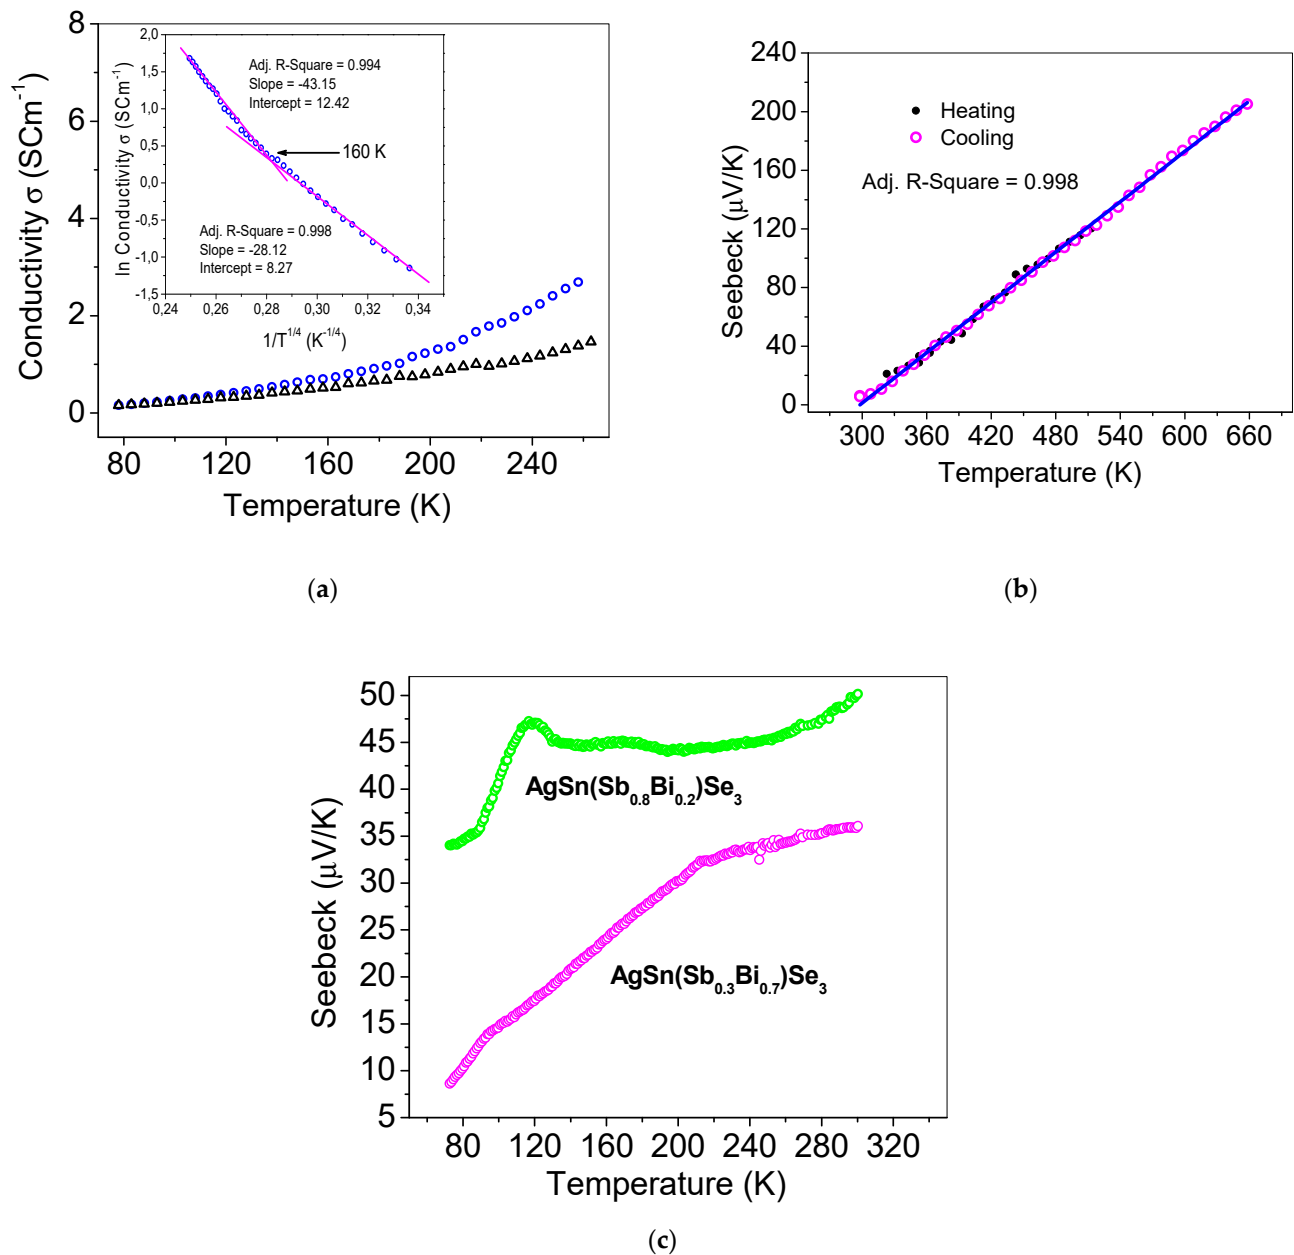 8
6
4
2
0
Conductivity σ (SCm⁻¹)
80 120 160 200 240
Temperature (K)
2,0
1,5
1,0
0,5
0,0
-0,5
-1,0
-1,5
ln Conductivity σ (SCm⁻¹)
Adj. R-Square = 0.994
Slope = -43.15
Intercept = 12.42
160 K
Adj. R-Square = 0.998
Slope = -28.12
Intercept = 8.27
0,24 0,26 0,28 0,30 0,32 0,34
1/T^1/4 (K^-1/4)
(a)
240
200
160
120
80
40
0
Seebeck (μV/K)
Heating
Cooling
Adj. R-Square = 0.998
300 360 420 480 540 600 660
Temperature (K)
(b)
50
45
40
35
30
25
20
15
10
5
Seebeck (μV/K)
AgSn(Sb₀.₈Bi₀.₂)Se₃
AgSn(Sb₀.₃Bi₀.₇)Se₃
80 120 160 200 240 280 320
Temperature (K)
(c)